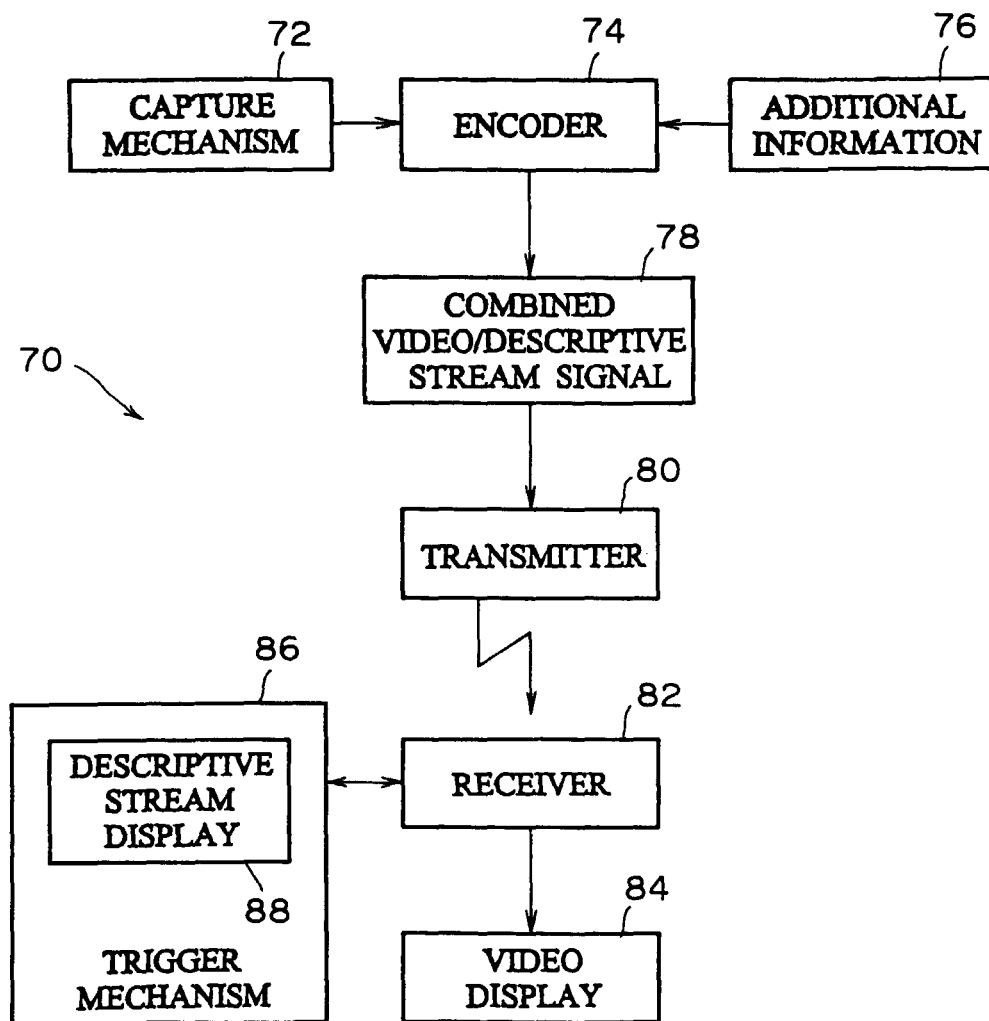 72
74
76
CAPTURE
MECHANISM
ENCODER
ADDITIONAL
INFORMATION
78
COMBINED
VIDEO/DESCRIPTIVE
STREAM SIGNAL
70
80
TRANSMITTER
86
82
DESCRIPTIVE
STREAM
DISPLAY
RECEIVER
88
84
TRIGGER
MECHANISM
VIDEO
DISPLAY